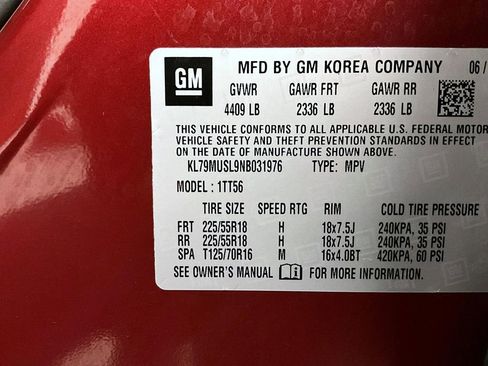 GM
MFD BY GM KOREA COMPANY 06/
GVWR GAWR FRT GAWR RR
4409 LB 2336 LB 2336 LB
THIS VEHICLE CONFORMS TO ALL APPLICABLE U.S. FEDERAL MOTOR
VEHICLE SAFETY AND THEFT PREVENTION STANDARDS IN EFFECT
ON THE DATE OF MANUFACTURE SHOWN ABOVE.
KL79MUSL9NB031976 TYPE: MPV
MODEL : 1TT56
TIRE SIZE SPEED RTG RIM COLD TIRE PRESSURE
FRT 225/55R18 H 18x7.5J 240KPA, 35 PSI
RR 225/55R18 H 18x7.5J 240KPA, 35 PSI
SPA T125/70R16 M 16x4.0BT 420KPA, 60 PSI
SEE OWNER'S MANUAL FOR MORE INFORMATION.